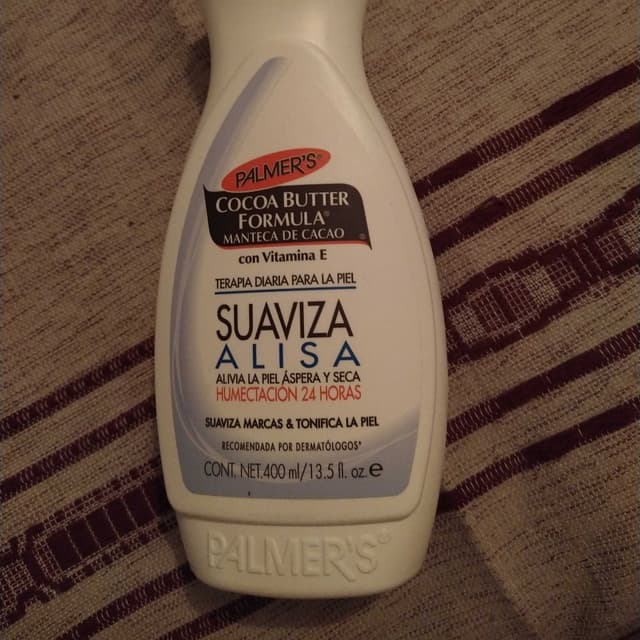 PALMER'S®
COCOA BUTTER
FORMULA®
MANTECA DE CACAO ®
con Vitamina E
TERAPIA DIARIA PARA LA PIEL
SUAVIZA
ALISA
ALIVIA LA PIEL ÁSPERA Y SECA
HUMECTACIÓN 24 HORAS
SUAVIZA MARCAS & TONIFICA LA PIEL
RECOMENDADA POR DERMATÓLOGOS*
CONT. NET.400 ml/13.5 fl. oz.℮
PALMER'S®